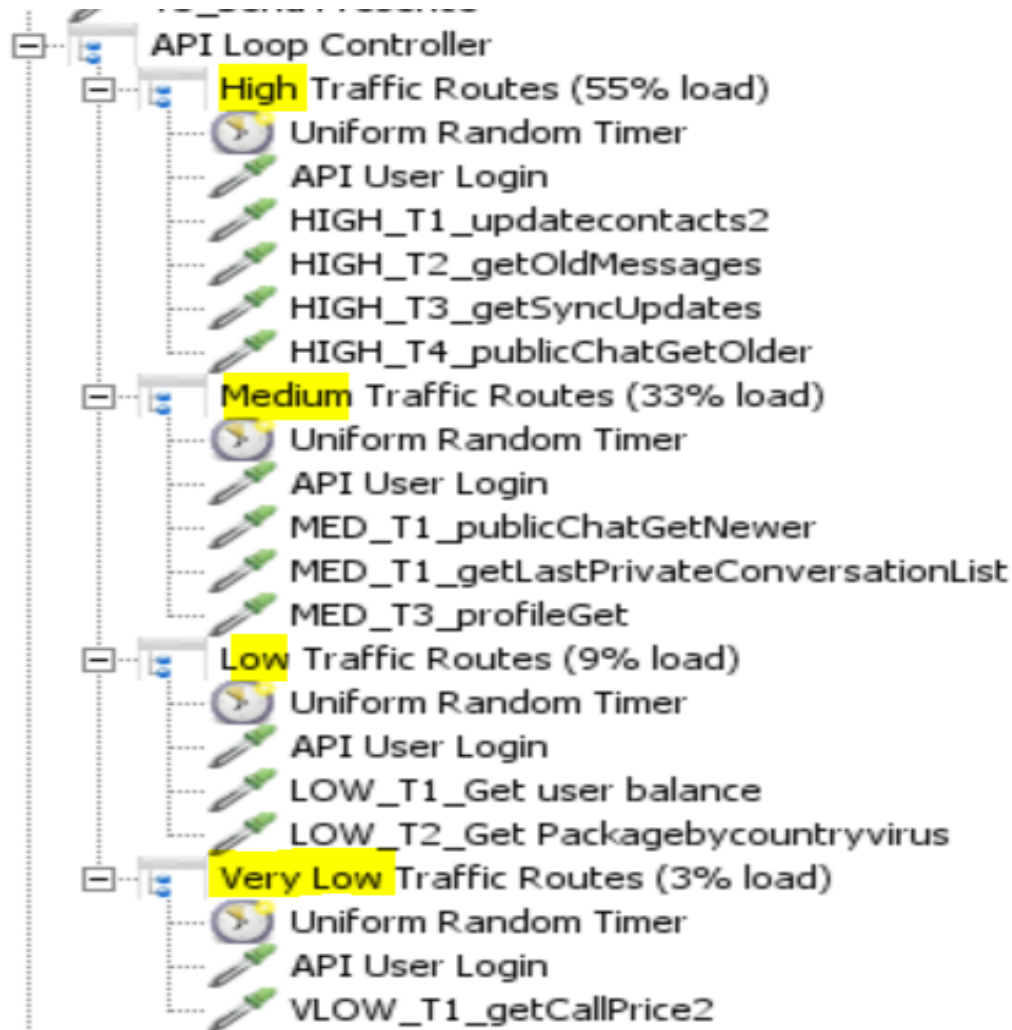 API Loop Controller
High Traffic Routes (55% load)
Uniform Random Timer
API User Login
HIGH_T1_updatecontacts2
HIGH_T2_getOldMessages
HIGH_T3_getSyncUpdates
HIGH_T4_publicChatGetOlder
Medium Traffic Routes (33% load)
Uniform Random Timer
API User Login
MED_T1_publicChatGetNewer
MED_T1_getLastPrivateConversationList
MED_T3_profileGet
Low Traffic Routes (9% load)
Uniform Random Timer
API User Login
LOW_T1_Get user balance
LOW_T2_Get Packagebycountryvirus
Very Low Traffic Routes (3% load)
Uniform Random Timer
API User Login
VLOW_T1_getCallPrice2